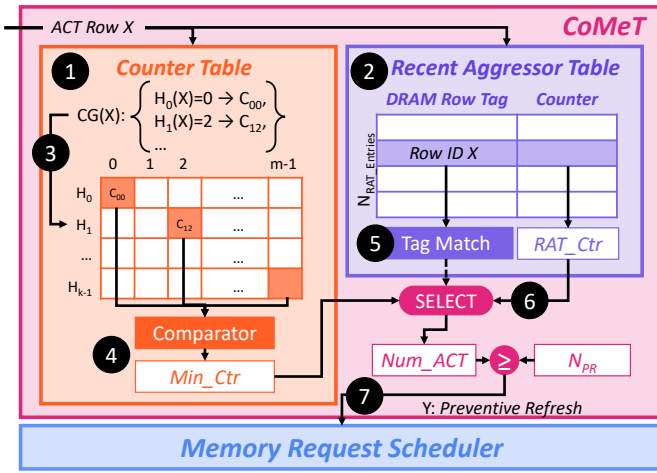 ACT Row X
CoMeT
1
Counter Table
2
Recent Aggressor Table
CG(X):
H0(X)=0 → C00,
H1(X)=2 → C12,
...
DRAM Row Tag
Counter
3
0 1 2 m-1
NRAT_Entries
Row ID X
H0 C00 ...
H1 C12 ...
... ...
Hk-1 ...
5
Tag Match
RAT_Ctr
SELECT
6
4
Comparator
Min_Ctr
Num_ACT
≥
NPR
7
Y: Preventive Refresh
Memory Request Scheduler